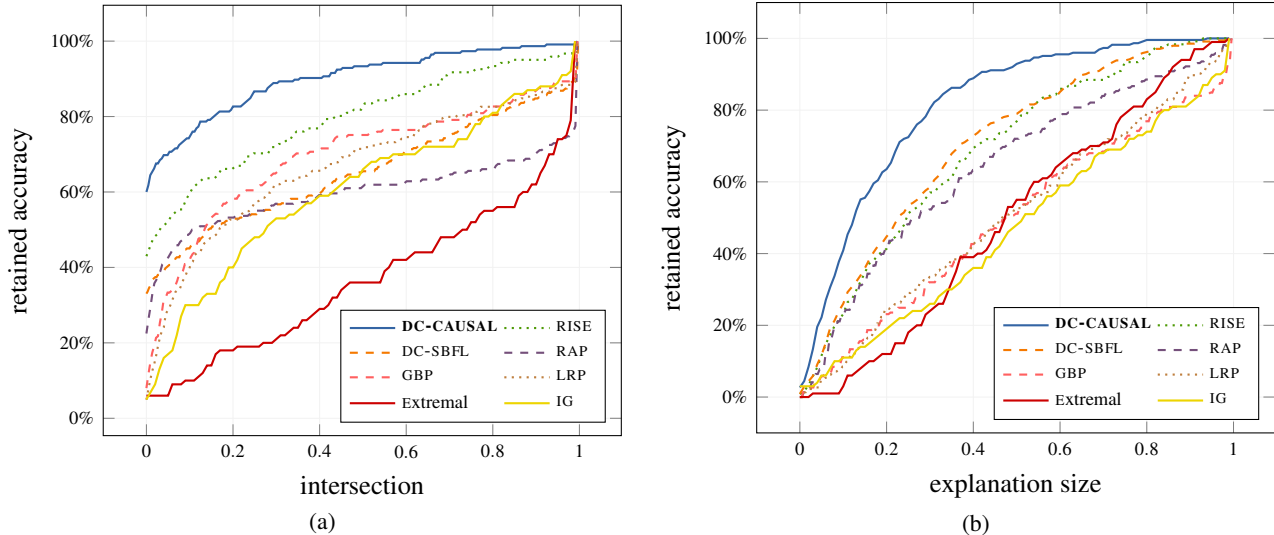 100%
80%
60%
40%
20%
0%
retained accuracy
0 0.2 0.4 0.6 0.8 1
intersection
DC-CAUSAL RISE
DC-SBFL RAP
GBP LRP
Extremal IG
(a)
100%
80%
60%
40%
20%
0%
retained accuracy
0 0.2 0.4 0.6 0.8 1
explanation size
DC-CAUSAL RISE
DC-SBFL RAP
GBP LRP
Extremal IG
(b)